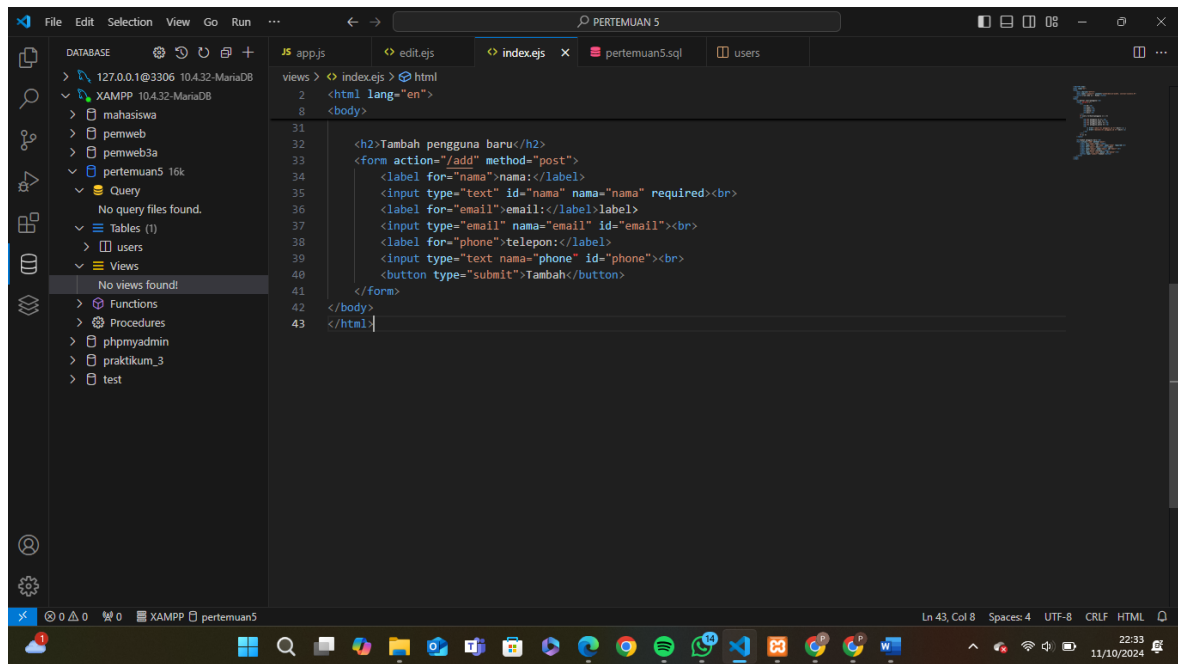 File Edit Selection View Go Run ··· PERTEMUAN 5
DATABASE
127.0.0.1@3306 10.4.32-MariaDB
XAMPP 10.4.32-MariaDB
mahasiswa
pemweb
pemweb3a
pertemuan5 16k
Query
No query files found.
Tables (1)
users
Views
No views found!
Functions
Procedures
phpmyadmin
praktikum_3
test
JS app.js <> edit.ejs <> index.ejs pertemuan5.sql users
views > <> index.ejs > html
2 <html lang="en">
8 <body>
31
32 <h2>Tambah pengguna baru</h2>
33 <form action="/add" method="post">
34 <label for="nama">nama:</label>
35 <input type="text" id="nama" nama="nama" required><br>
36 <label for="email">email:</label>label>
37 <input type="email" nama="email" id="email"><br>
38 <label for="phone">telepon:</label>
39 <input type="text nama="phone" id="phone"><br>
40 <button type="submit">Tambah</button>
41 </form>
42 </body>
43 </html>
0 0 0 XAMPP pertemuan5 Ln 43, Col 8 Spaces: 4 UTF-8 CRLF HTML
1 14 22:33
11/10/2024